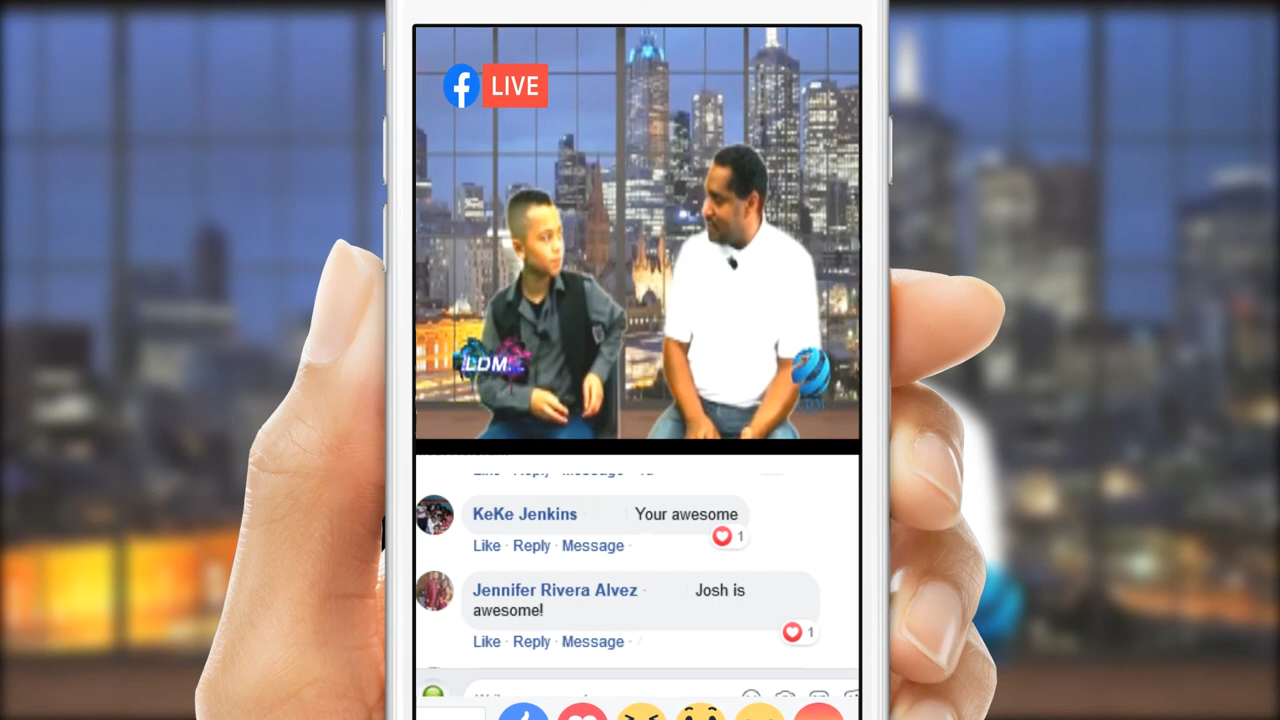 LIVE
LDM
KeKe Jenkins Your awesome
1
Like · Reply · Message ·
Jennifer Rivera Alvez · Josh is
awesome!
1
Like · Reply · Message ·